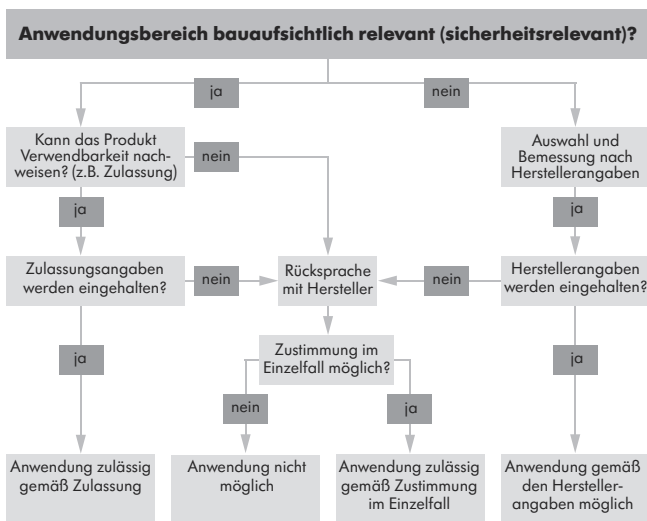 Anwendungsbereich bauaufsichtlich relevant (sicherheitsrelevant)?
ja
nein
Kann das Produkt
Verwendbarkeit nach-
weisen? (z.B. Zulassung)
nein
Auswahl und
Bemessung nach
Herstellerangaben
ja
ja
Zulassungsangaben
werden eingehalten?
nein
Rücksprache
mit Hersteller
nein
Herstellerangaben
werden eingehalten?
ja
Zustimmung im
Einzelfall möglich?
ja
nein
ja
Anwendung zulässig
gemäß Zulassung
Anwendung nicht
möglich
Anwendung zulässig
gemäß Zustimmung
im Einzelfall
Anwendung gemäß
den Hersteller-
angaben möglich